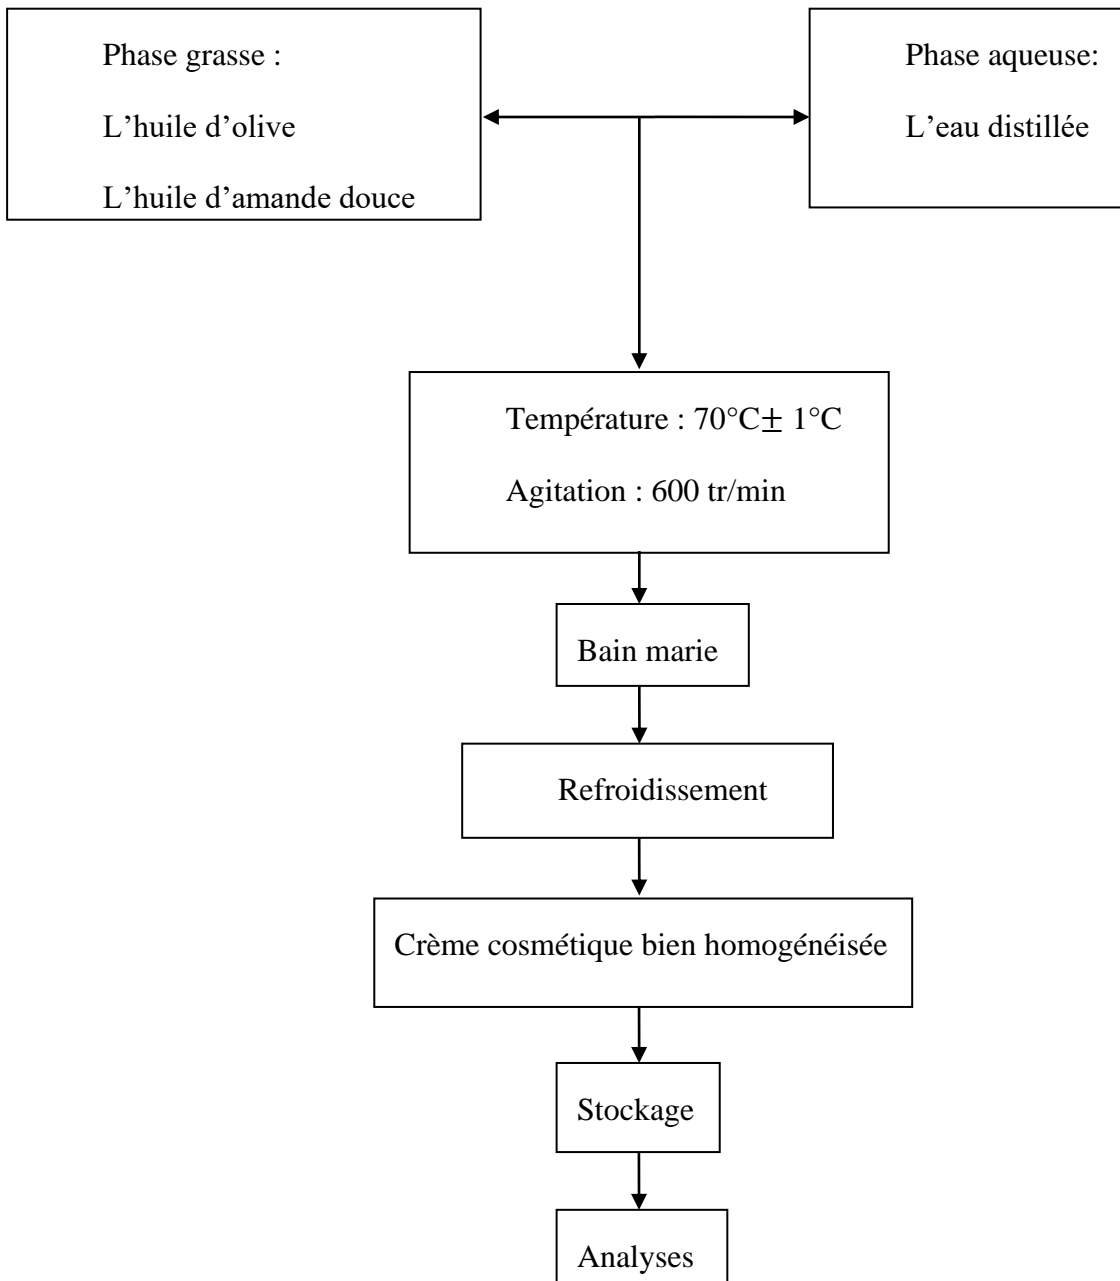 Phase grasse :
L’huile d’olive
L’huile d’amande douce
Phase aqueuse:
L’eau distillée
Température : 70°C± 1°C
Agitation : 600 tr/min
Bain marie
Refroidissement
Crème cosmétique bien homogénéisée
Stockage
Analyses